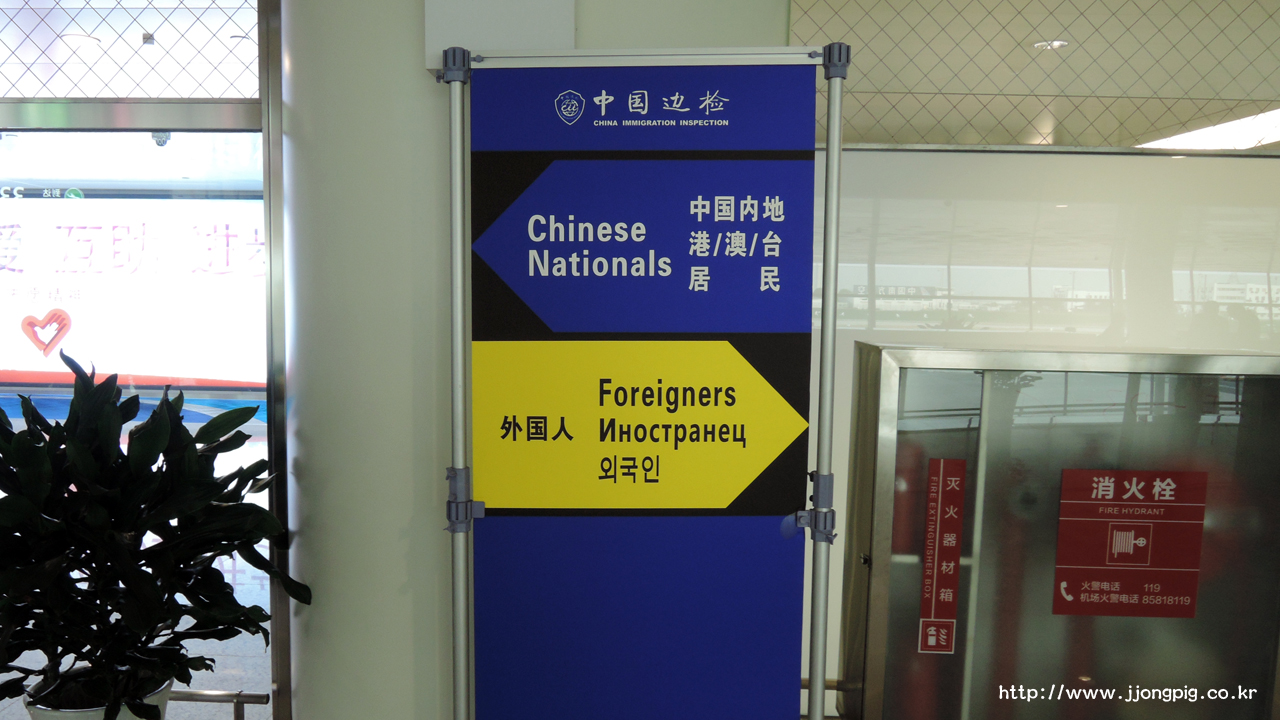 中国边检
CHINA IMMIGRATION INSPECTION
Chinese
Nationals
中国内地
港/澳/台
居 民
外国人
Foreigners
Иностранец
외국인
灭火器材箱
FIRE EXTINGUISHER BOX
消火栓
FIRE HYDRANT
火警电话 119
机场火警电话 85818119
http://www.jjongpig.co.kr